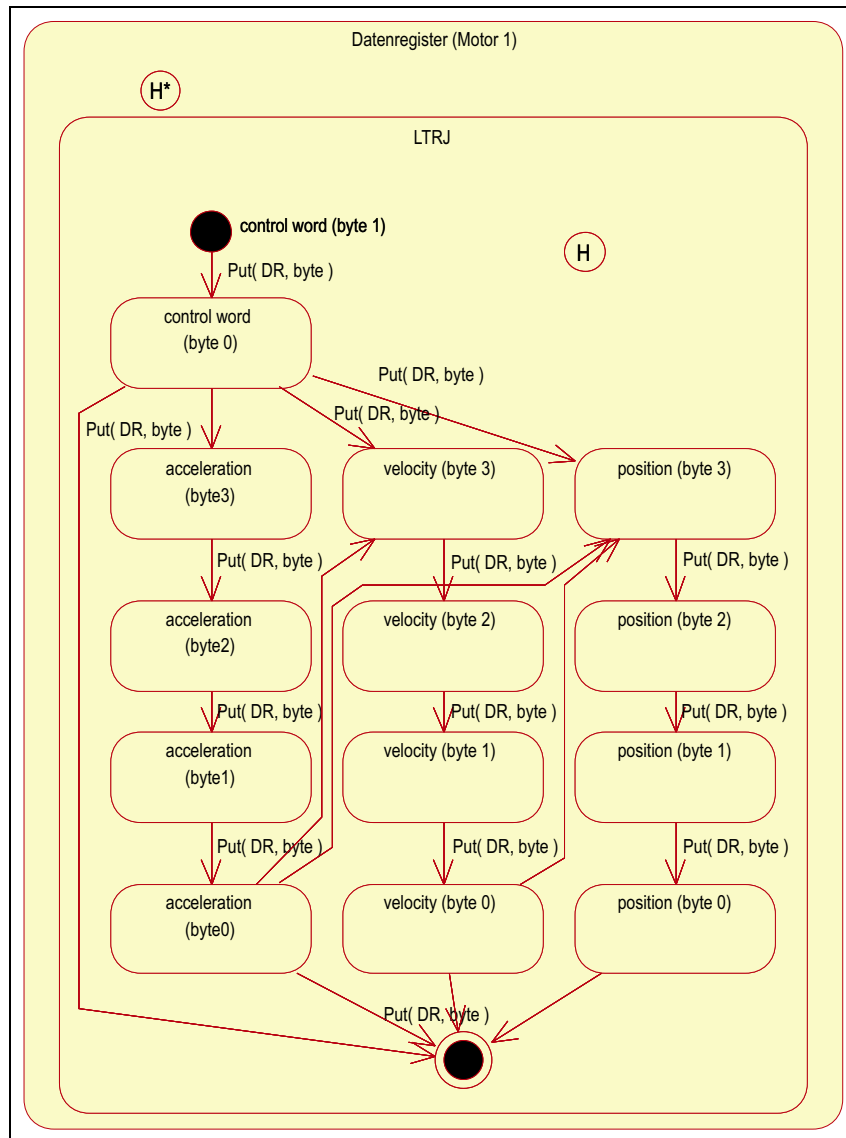 Datenregister (Motor 1)
H*
LTRJ
control word (byte 1)
H
Put( DR, byte )
control word
(byte 0)
Put( DR, byte )
Put( DR, byte )
Put( DR, byte )
acceleration
(byte3)
velocity (byte 3)
position (byte 3)
Put( DR, byte )
Put( DR, byte )
Put( DR, byte )
acceleration
(byte2)
velocity (byte 2)
position (byte 2)
Put( DR, byte )
Put( DR, byte )
Put( DR, byte )
acceleration
(byte1)
velocity (byte 1)
position (byte 1)
Put( DR, byte )
Put( DR, byte )
Put( DR, byte )
acceleration
(byte0)
velocity (byte 0)
position (byte 0)
Put( DR, byte )